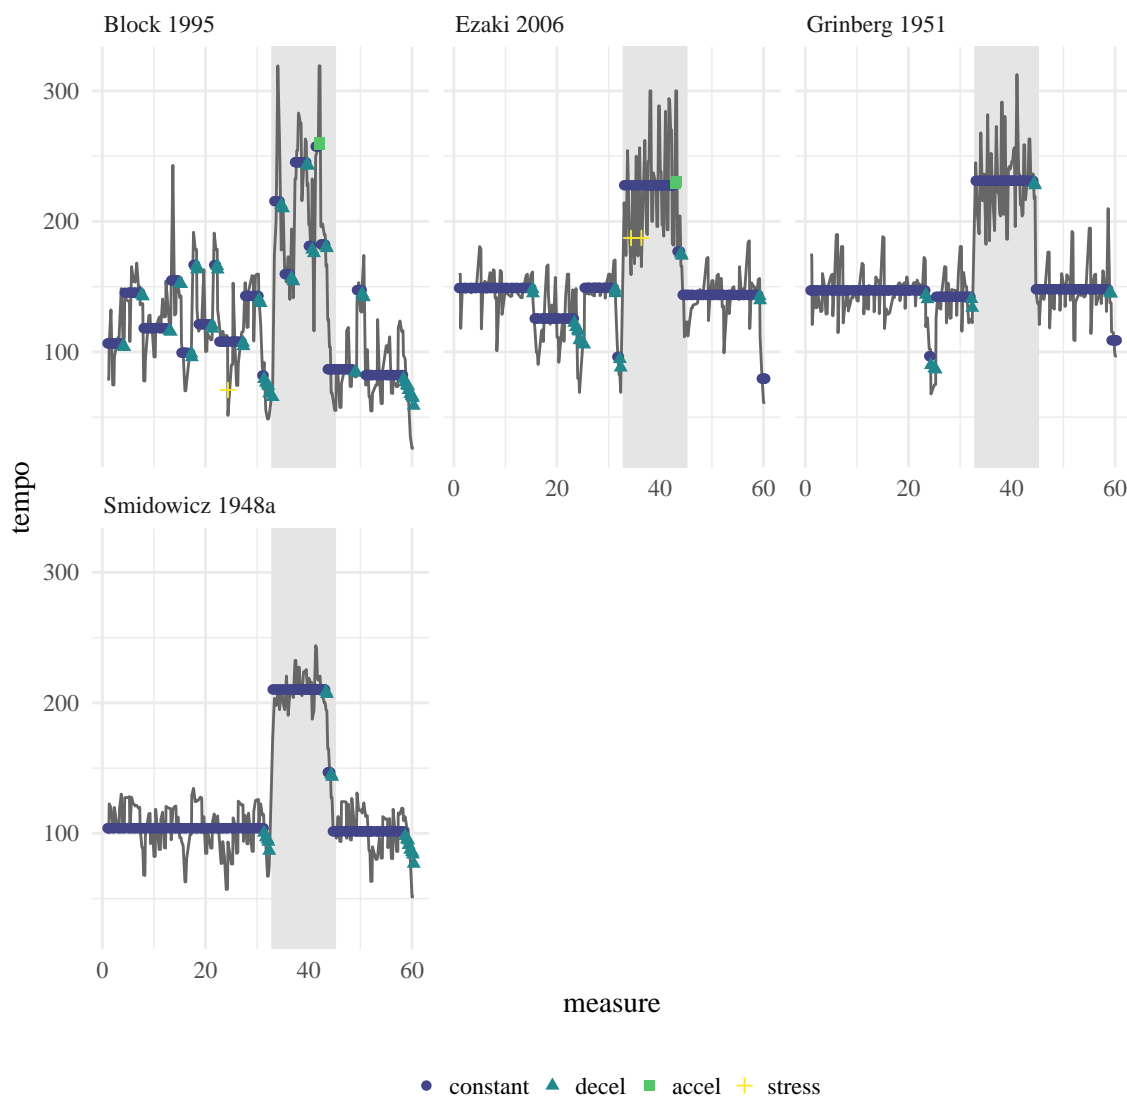 Block 1995 Ezaki 2006 Grinberg 1951
300
200
100
0 20 40 60 0 20 40 60
Smidowicz 1948a
tempo
300
200
100
0 20 40 60
measure
constant decel accel stress